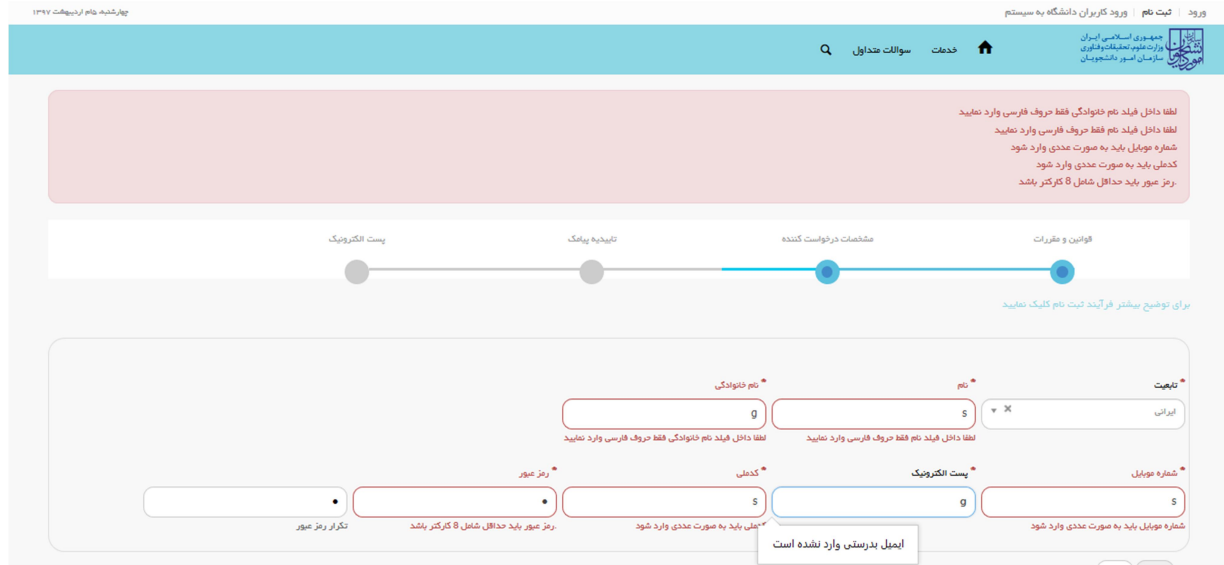 ورود | ثبت نام | ورود کاربران دانشگاه به سیستم
چهارشنبه، ۵ام اردیبهشت ۱۳۹۷
جمهـوری اسـلامـی ایـران
وزارت علوم، تحقیقات و فناوری
سازمـان امـور دانشجویـان
امور دانشجویان
خدمات
سوالات متداول
لطفا داخل فیلد نام خانوادگی فقط حروف فارسی وارد نمایید
لطفا داخل فیلد نام فقط حروف فارسی وارد نمایید
شماره موبایل باید به صورت عددی وارد شود
کدملی باید به صورت عددی وارد شود
.رمز عبور باید حداقل شامل 8 کارکتر باشد
قوانین و مقررات
مشخصات درخواست کننده
تاییدیه پیامک
پست الکترونیک
برای توضیح بیشتر فرآیند ثبت نام کلیک نمایید
* تابعیت
* نام
* نام خانوادگی
ایرانی
s
g
لطفا داخل فیلد نام فقط حروف فارسی وارد نمایید
لطفا داخل فیلد نام خانوادگی فقط حروف فارسی وارد نمایید
* شماره موبایل
* پست الکترونیک
* کدملی
* رمز عبور
s
g
s
شماره موبایل باید به صورت عددی وارد شود
کدملی باید به صورت عددی وارد شود
.رمز عبور باید حداقل شامل 8 کارکتر باشد
تکرار رمز عبور
ایمیل بدرستی وارد نشده است